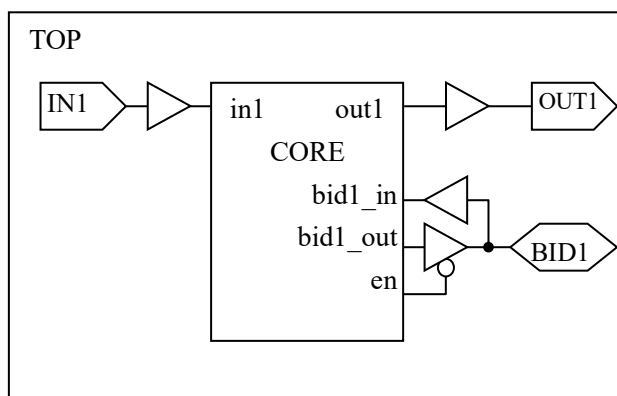 TOP
IN1
in1
out1
OUT1
CORE
bid1_in
bid1_out
BID1
en